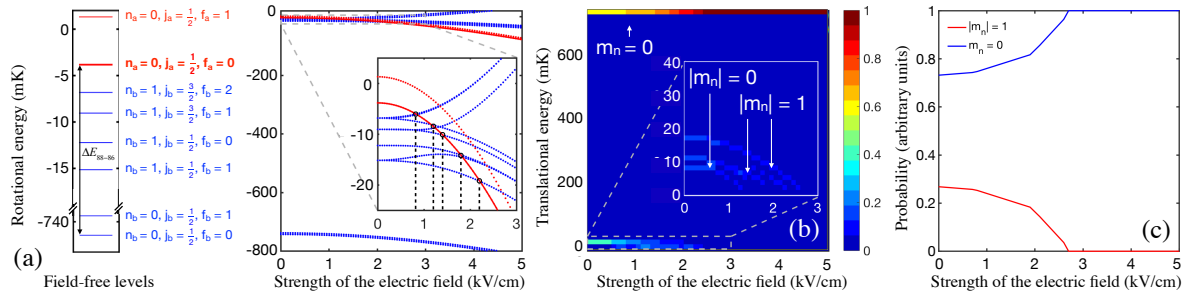 Rotational energy (mK)
0
-5
-10
-15
-740
n_a = 0, j_a = 1/2, f_a = 1
n_a = 0, j_a = 1/2, f_a = 0
n_b = 1, j_b = 3/2, f_b = 2
n_b = 1, j_b = 3/2, f_b = 1
n_b = 1, j_b = 1/2, f_b = 0
n_b = 1, j_b = 1/2, f_b = 1
n_b = 0, j_b = 1/2, f_b = 1
n_b = 0, j_b = 1/2, f_b = 0
ΔE_88−86
(a)
Field-free levels
0
-200
-400
-600
-800
0 1 2 3 4 5
Strength of the electric field (kV/cm)
0
-10
-20
0 1 2 3
Translational energy (mK)
600
400
200
0
m_n = 0
|m_n| = 0
|m_n| = 1
40
30
20
10
0
0 1 2 3
(b)
0 1 2 3 4 5
Strength of the electric field (kV/cm)
1
0.8
0.6
0.4
0.2
0
Probability (arbitrary units)
1
0.8
0.6
0.4
0.2
0
|m_n| = 1
m_n = 0
(c)
0 1 2 3 4 5
Strength of the electric field (kV/cm)